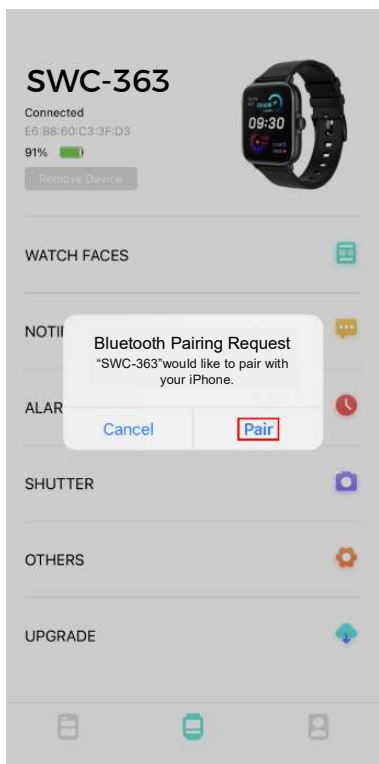 SWC-363
Connected
E6:B8:60:C3:3F:D3
91%
Remove Device
09:30
WATCH FACES
NOTIF
Bluetooth Pairing Request
“SWC-363”would like to pair with
your iPhone.
ALAR
Cancel Pair
SHUTTER
OTHERS
UPGRADE